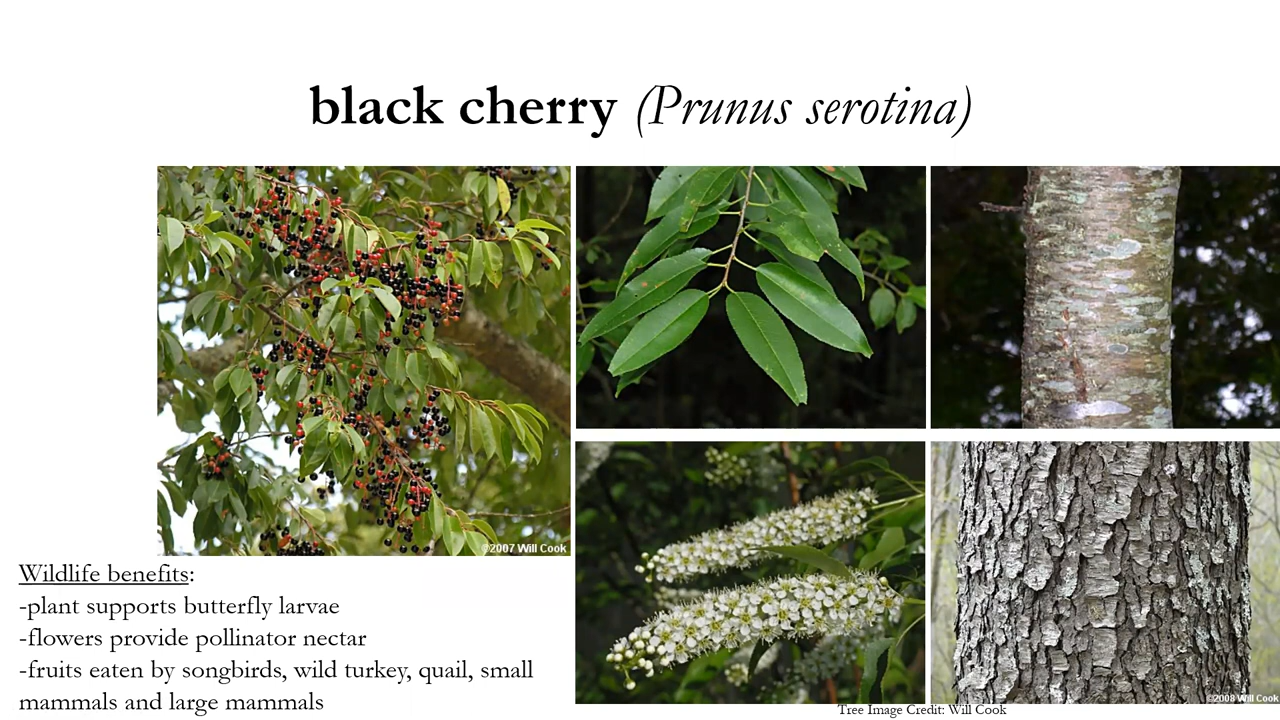 black cherry (Prunus serotina)
©2007 Will Cook
Wildlife benefits:
-plant supports butterfly larvae
-flowers provide pollinator nectar
-fruits eaten by songbirds, wild turkey, quail, small
mammals and large mammals
©2008 Will Cook
Tree Image Credit: Will Cook